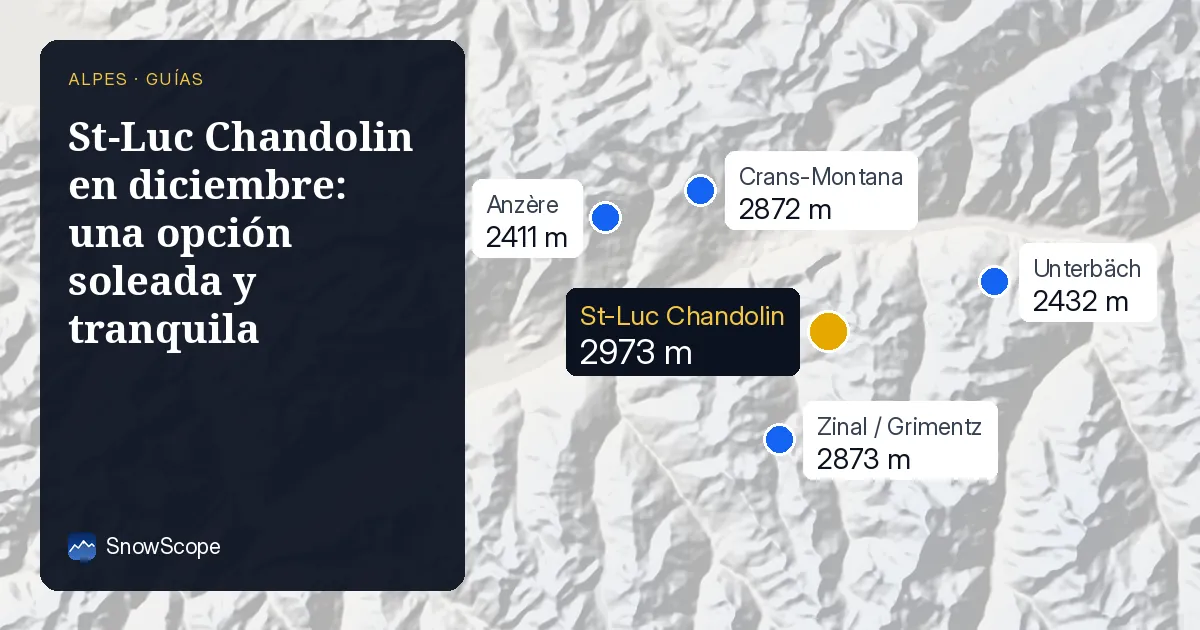 ALPES · GUÍAS
St-Luc Chandolin
en diciembre:
una opción
soleada y
tranquila
SnowScope
Anzère
2411 m
Crans-Montana
2872 m
Unterbäch
2432 m
St-Luc Chandolin
2973 m
Zinal / Grimentz
2873 m